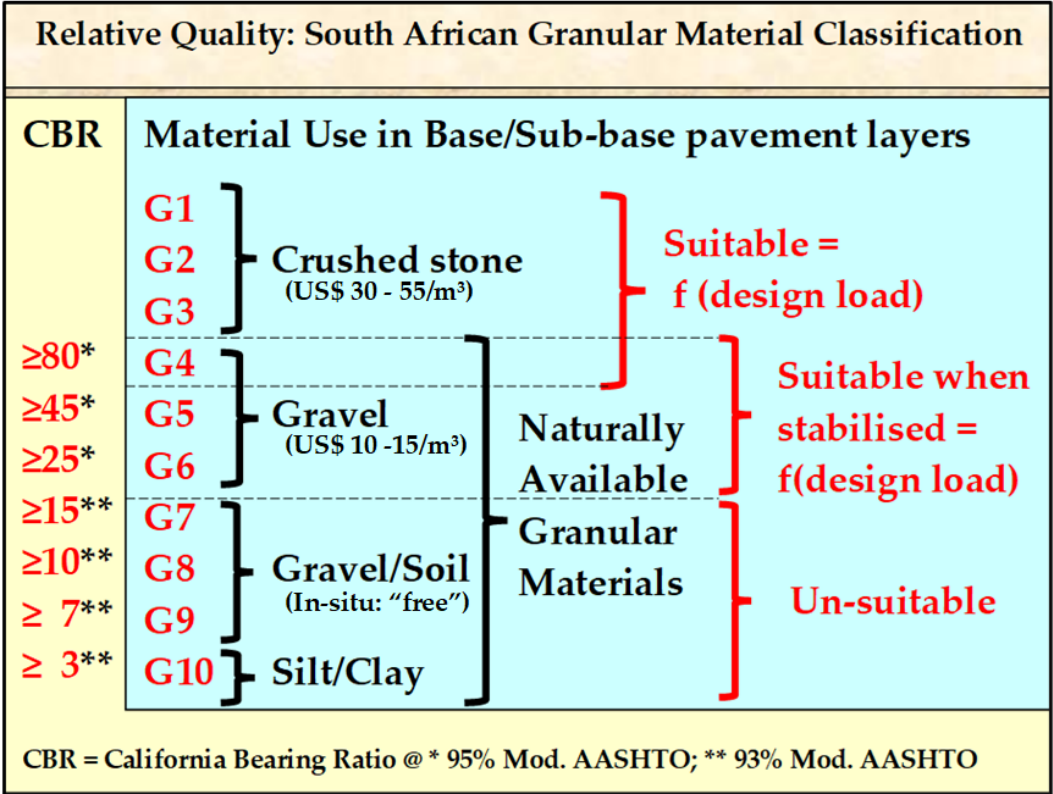 Relative Quality: South African Granular Material Classification
CBR
Material Use in Base/Sub-base pavement layers
G1
G2
G3
Crushed stone
(US$ 30 - 55/m³)
Suitable =
f (design load)
≥80*
G4
≥45*
G5
≥25*
G6
Gravel
(US$ 10 -15/m³)
Suitable when
stabilised =
f(design load)
Naturally
Available
Granular
Materials
≥15**
G7
≥10**
G8
≥ 7**
G9
Gravel/Soil
(In-situ: “free”)
Un-suitable
≥ 3**
G10
Silt/Clay
CBR = California Bearing Ratio @ * 95% Mod. AASHTO; ** 93% Mod. AASHTO